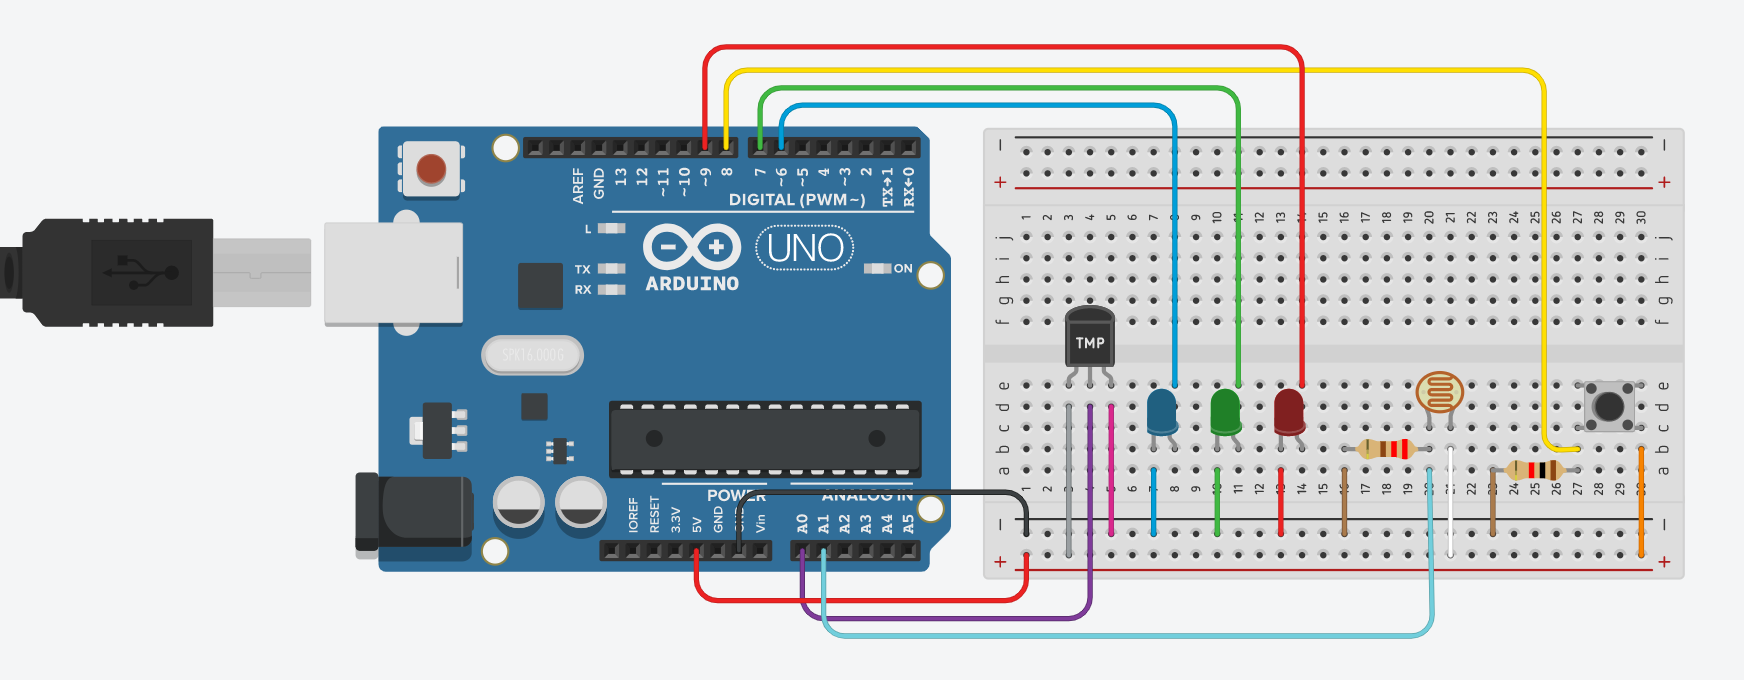 AREF
GND
13
12
~11
~10
~9
8
7
~6
~5
4
~3
2
TX→1
RX←0
DIGITAL (PWM~)
L
TX
RX
UNO
ARDUINO
ON
SPK16.000G
TMP
POWER
ANALOG IN
IOREF
RESET
3.3V
5V
GND
GND
Vin
A0
A1
A2
A3
A4
A5
− −
+ +
1 2 3 4 5 6 7 8 9 10 11 12 13 14 15 16 17 18 19 20 21 22 23 24 25 26 27 28 29 30
j j
i i
h h
g g
f f
e e
d d
c c
b b
a a
1 2 3 4 5 6 7 8 9 10 11 12 13 14 15 16 17 18 19 20 21 22 23 24 25 26 27 28 29 30
− −
+ +